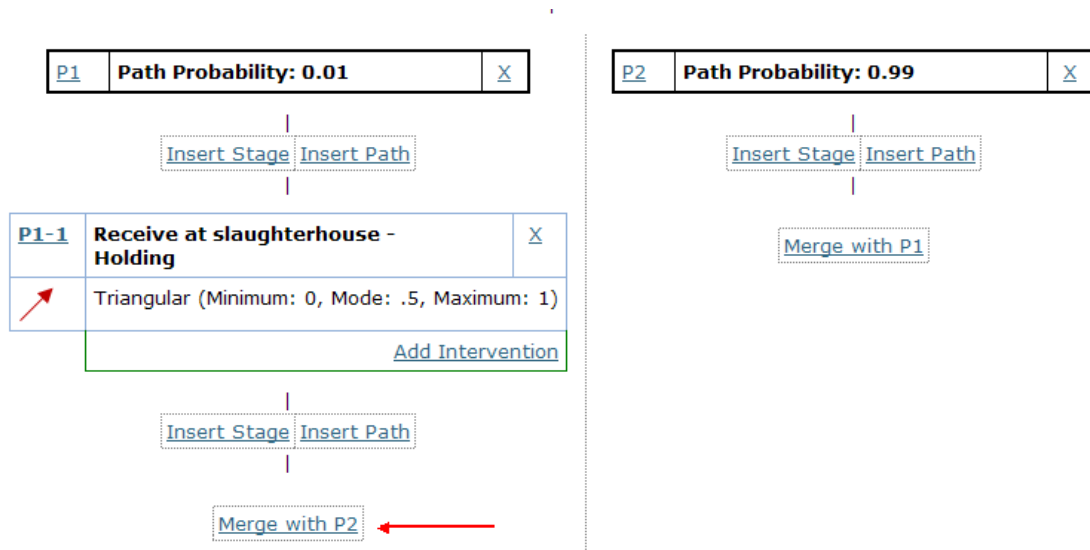 P1 Path Probability: 0.01 X
Insert Stage Insert Path
P1-1 Receive at slaughterhouse -
Holding X
Triangular (Minimum: 0, Mode: .5, Maximum: 1)
Add Intervention
Insert Stage Insert Path
Merge with P2
P2 Path Probability: 0.99 X
Insert Stage Insert Path
Merge with P1